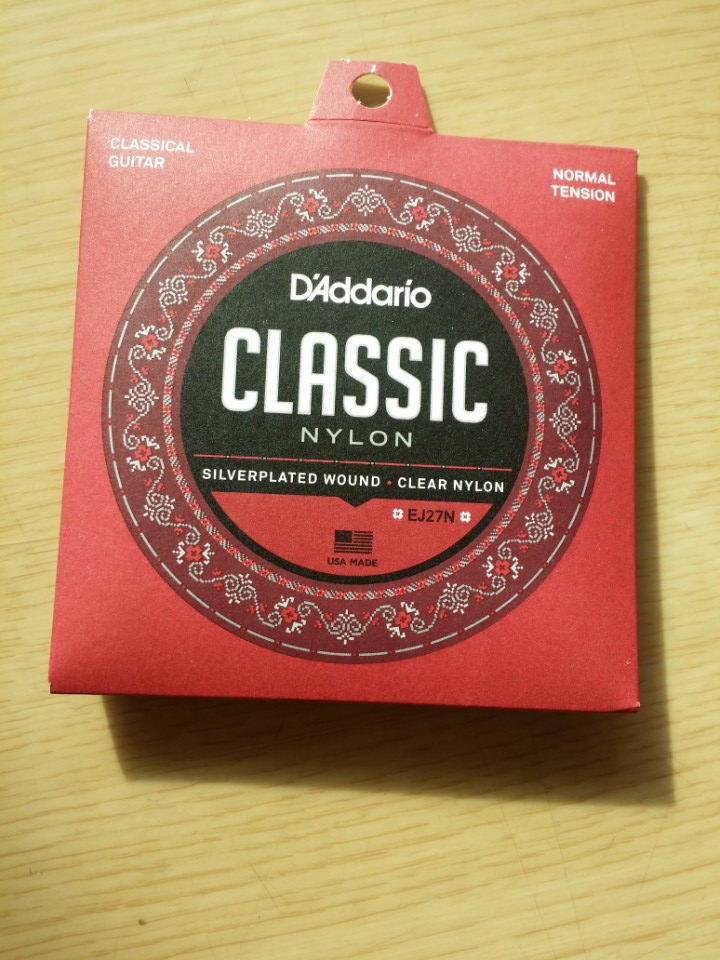 CLASSICAL
GUITAR
NORMAL
TENSION
D'Addario
CLASSIC
NYLON
SILVERPLATED WOUND • CLEAR NYLON
EJ27N
USA MADE